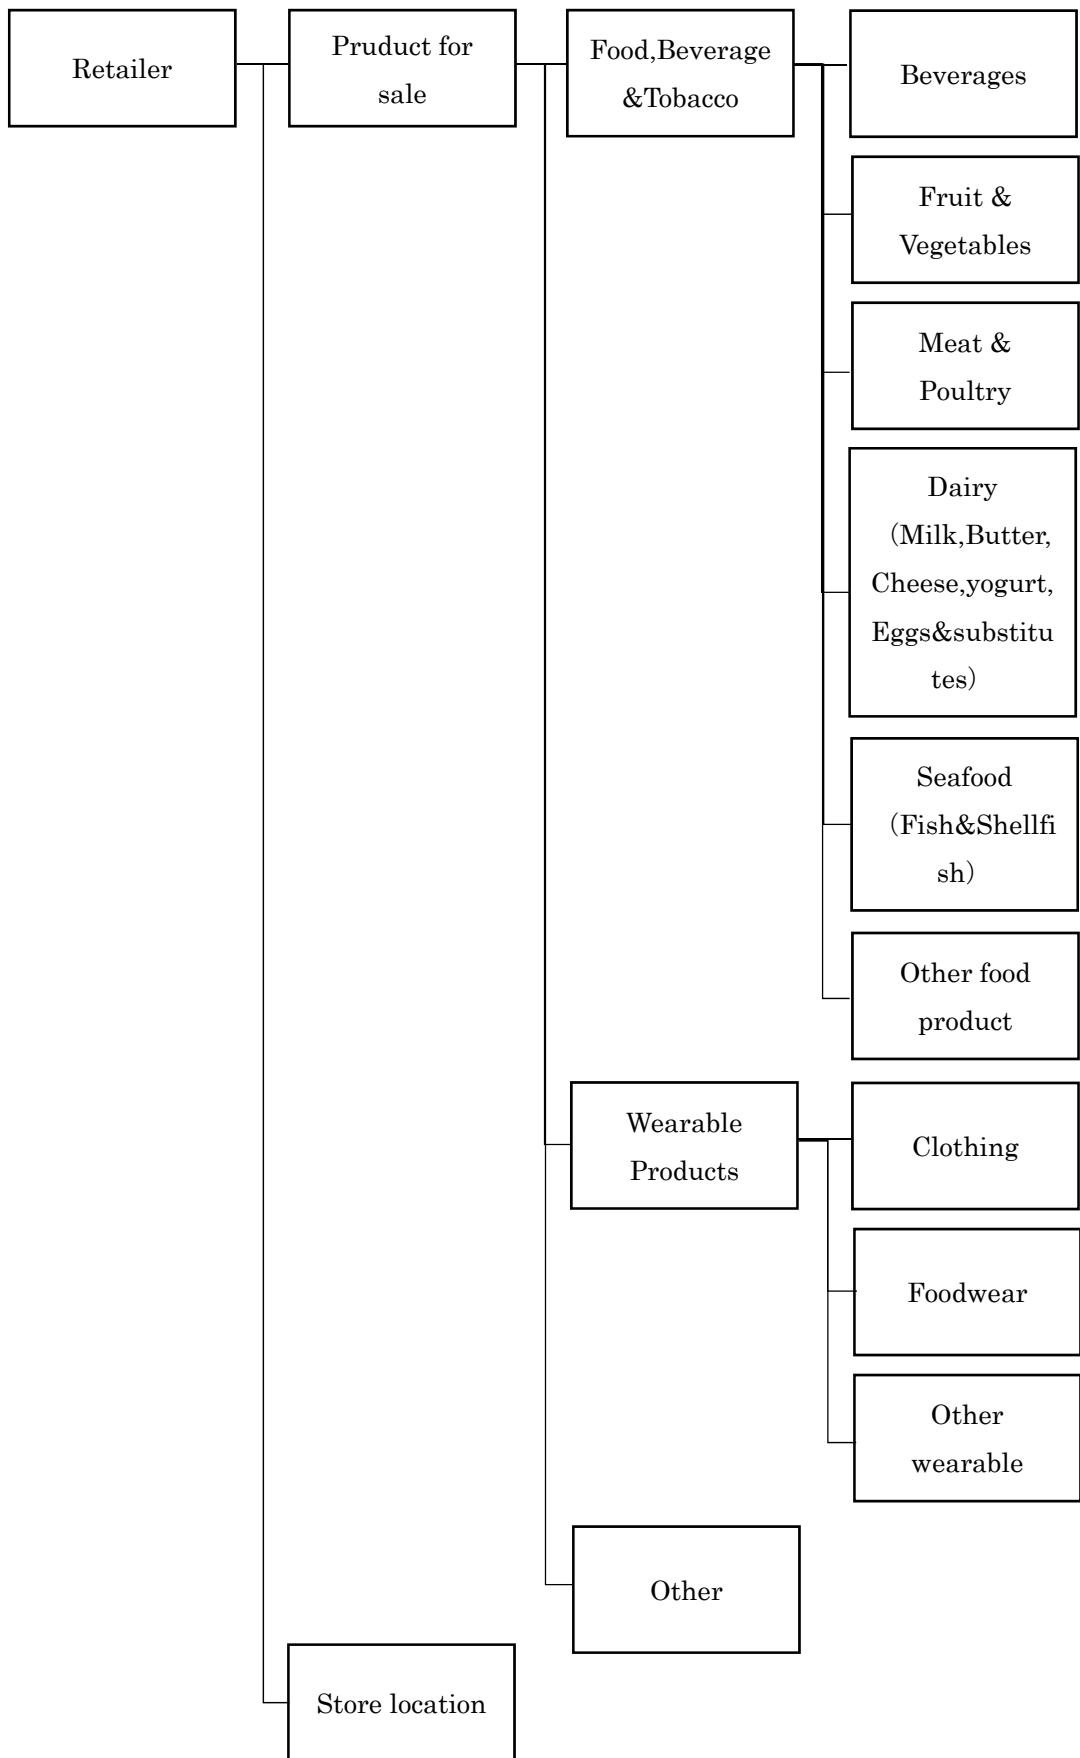 Retailer
Pruduct for
sale
Food,Beverage
&Tobacco
Beverages
Fruit &
Vegetables
Meat &
Poultry
Dairy
（Milk,Butter,
Cheese,yogurt,
Eggs&substitu
tes）
Seafood
（Fish&Shellfi
sh）
Other food
product
Wearable
Products
Clothing
Foodwear
Other
wearable
Other
Store location